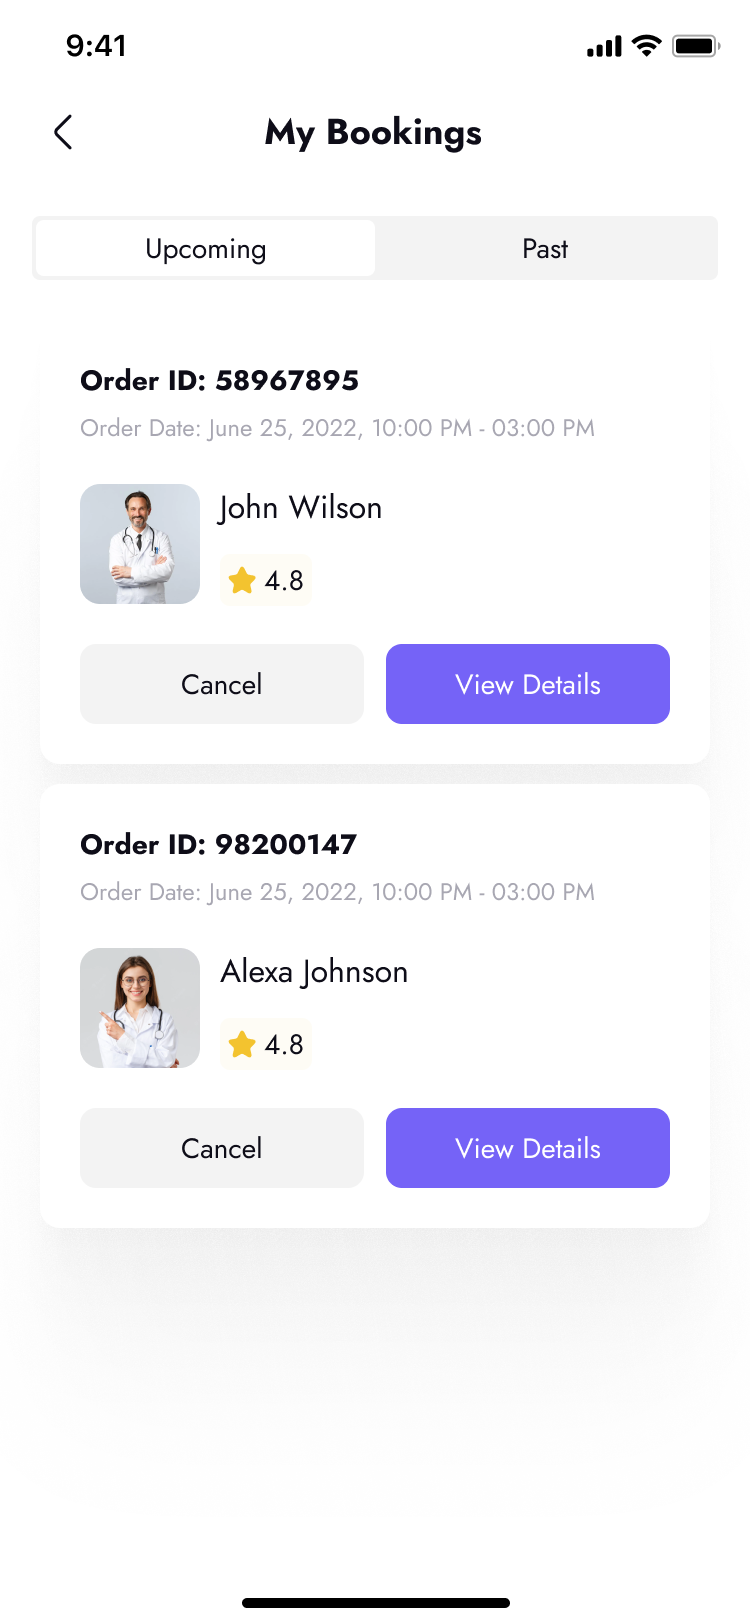 9:41
My Bookings
Upcoming
Past
Order ID: 58967895
Order Date: June 25, 2022, 10:00 PM - 03:00 PM
John Wilson
4.8
Cancel
View Details
Order ID: 98200147
Order Date: June 25, 2022, 10:00 PM - 03:00 PM
Alexa Johnson
4.8
Cancel
View Details